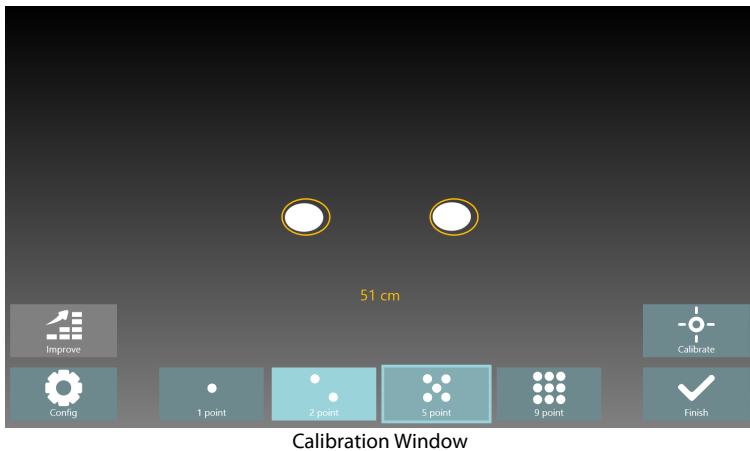 51 cm
Improve
Calibrate
Config
1 point
2 point
5 point
9 point
Finish
Calibration Window